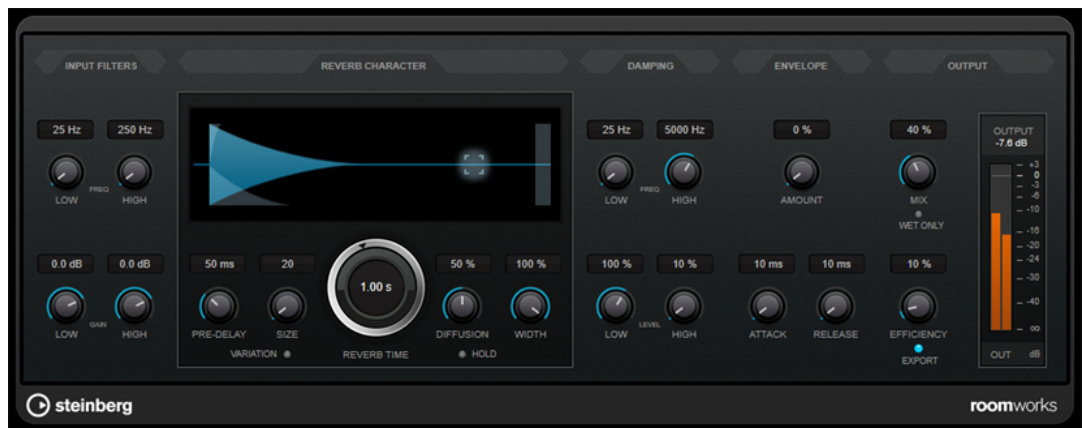 INPUT FILTERS
REVERB CHARACTER
DAMPING
ENVELOPE
OUTPUT
25 Hz
250 Hz
LOW
FREQ
HIGH
0.0 dB
0.0 dB
LOW
GAIN
HIGH
50 ms
20
1.00 s
50 %
100 %
PRE-DELAY
SIZE
DIFFUSION
WIDTH
VARIATION
REVERB TIME
HOLD
25 Hz
5000 Hz
LOW
FREQ
HIGH
100 %
10 %
LOW
LEVEL
HIGH
0 %
AMOUNT
10 ms
10 ms
ATTACK
RELEASE
40 %
MIX
WET ONLY
10 %
EFFICIENCY
EXPORT
OUTPUT
-7.6 dB
+3
0
-3
-6
-10
-16
-20
-24
-30
-40
∞
OUT dB
steinberg
roomworks